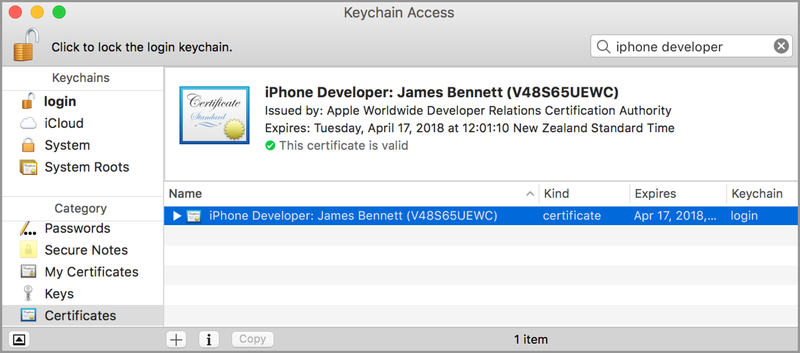 Keychain Access
Click to lock the login keychain.
iphone developer
Keychains
login
iCloud
System
System Roots
Category
Passwords
Secure Notes
My Certificates
Keys
Certificates
Certificate
Standard
iPhone Developer: James Bennett (V48S65UEWC)
Issued by: Apple Worldwide Developer Relations Certification Authority
Expires: Tuesday, April 17, 2018 at 12:01:10 New Zealand Standard Time
This certificate is valid
Name Kind Expires Keychain
iPhone Developer: James Bennett (V48S65UEWC) certificate Apr 17, 2018,... login
Copy
1 item